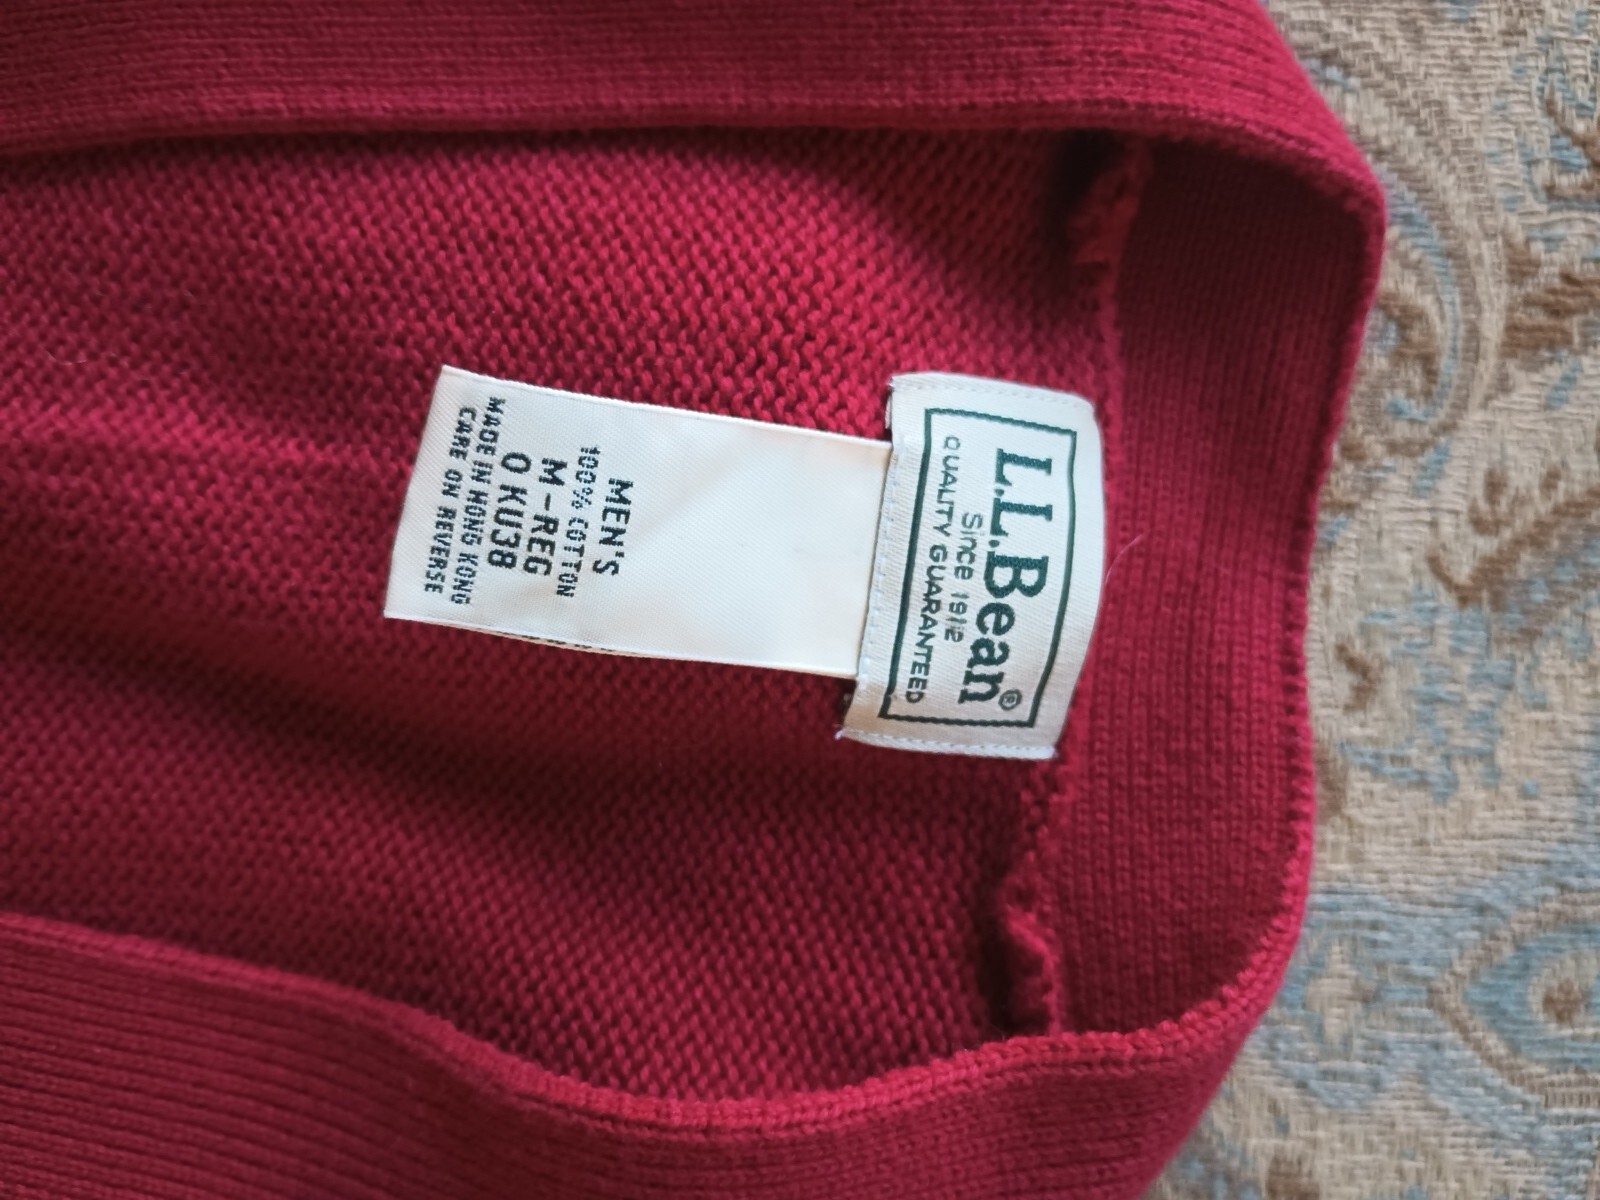 L.L.Bean®
Since 1912
QUALITY GUARANTEED
MEN'S
100% COTTON
M-REG
0 KU38
MADE IN HONG KONG
CARE ON REVERSE